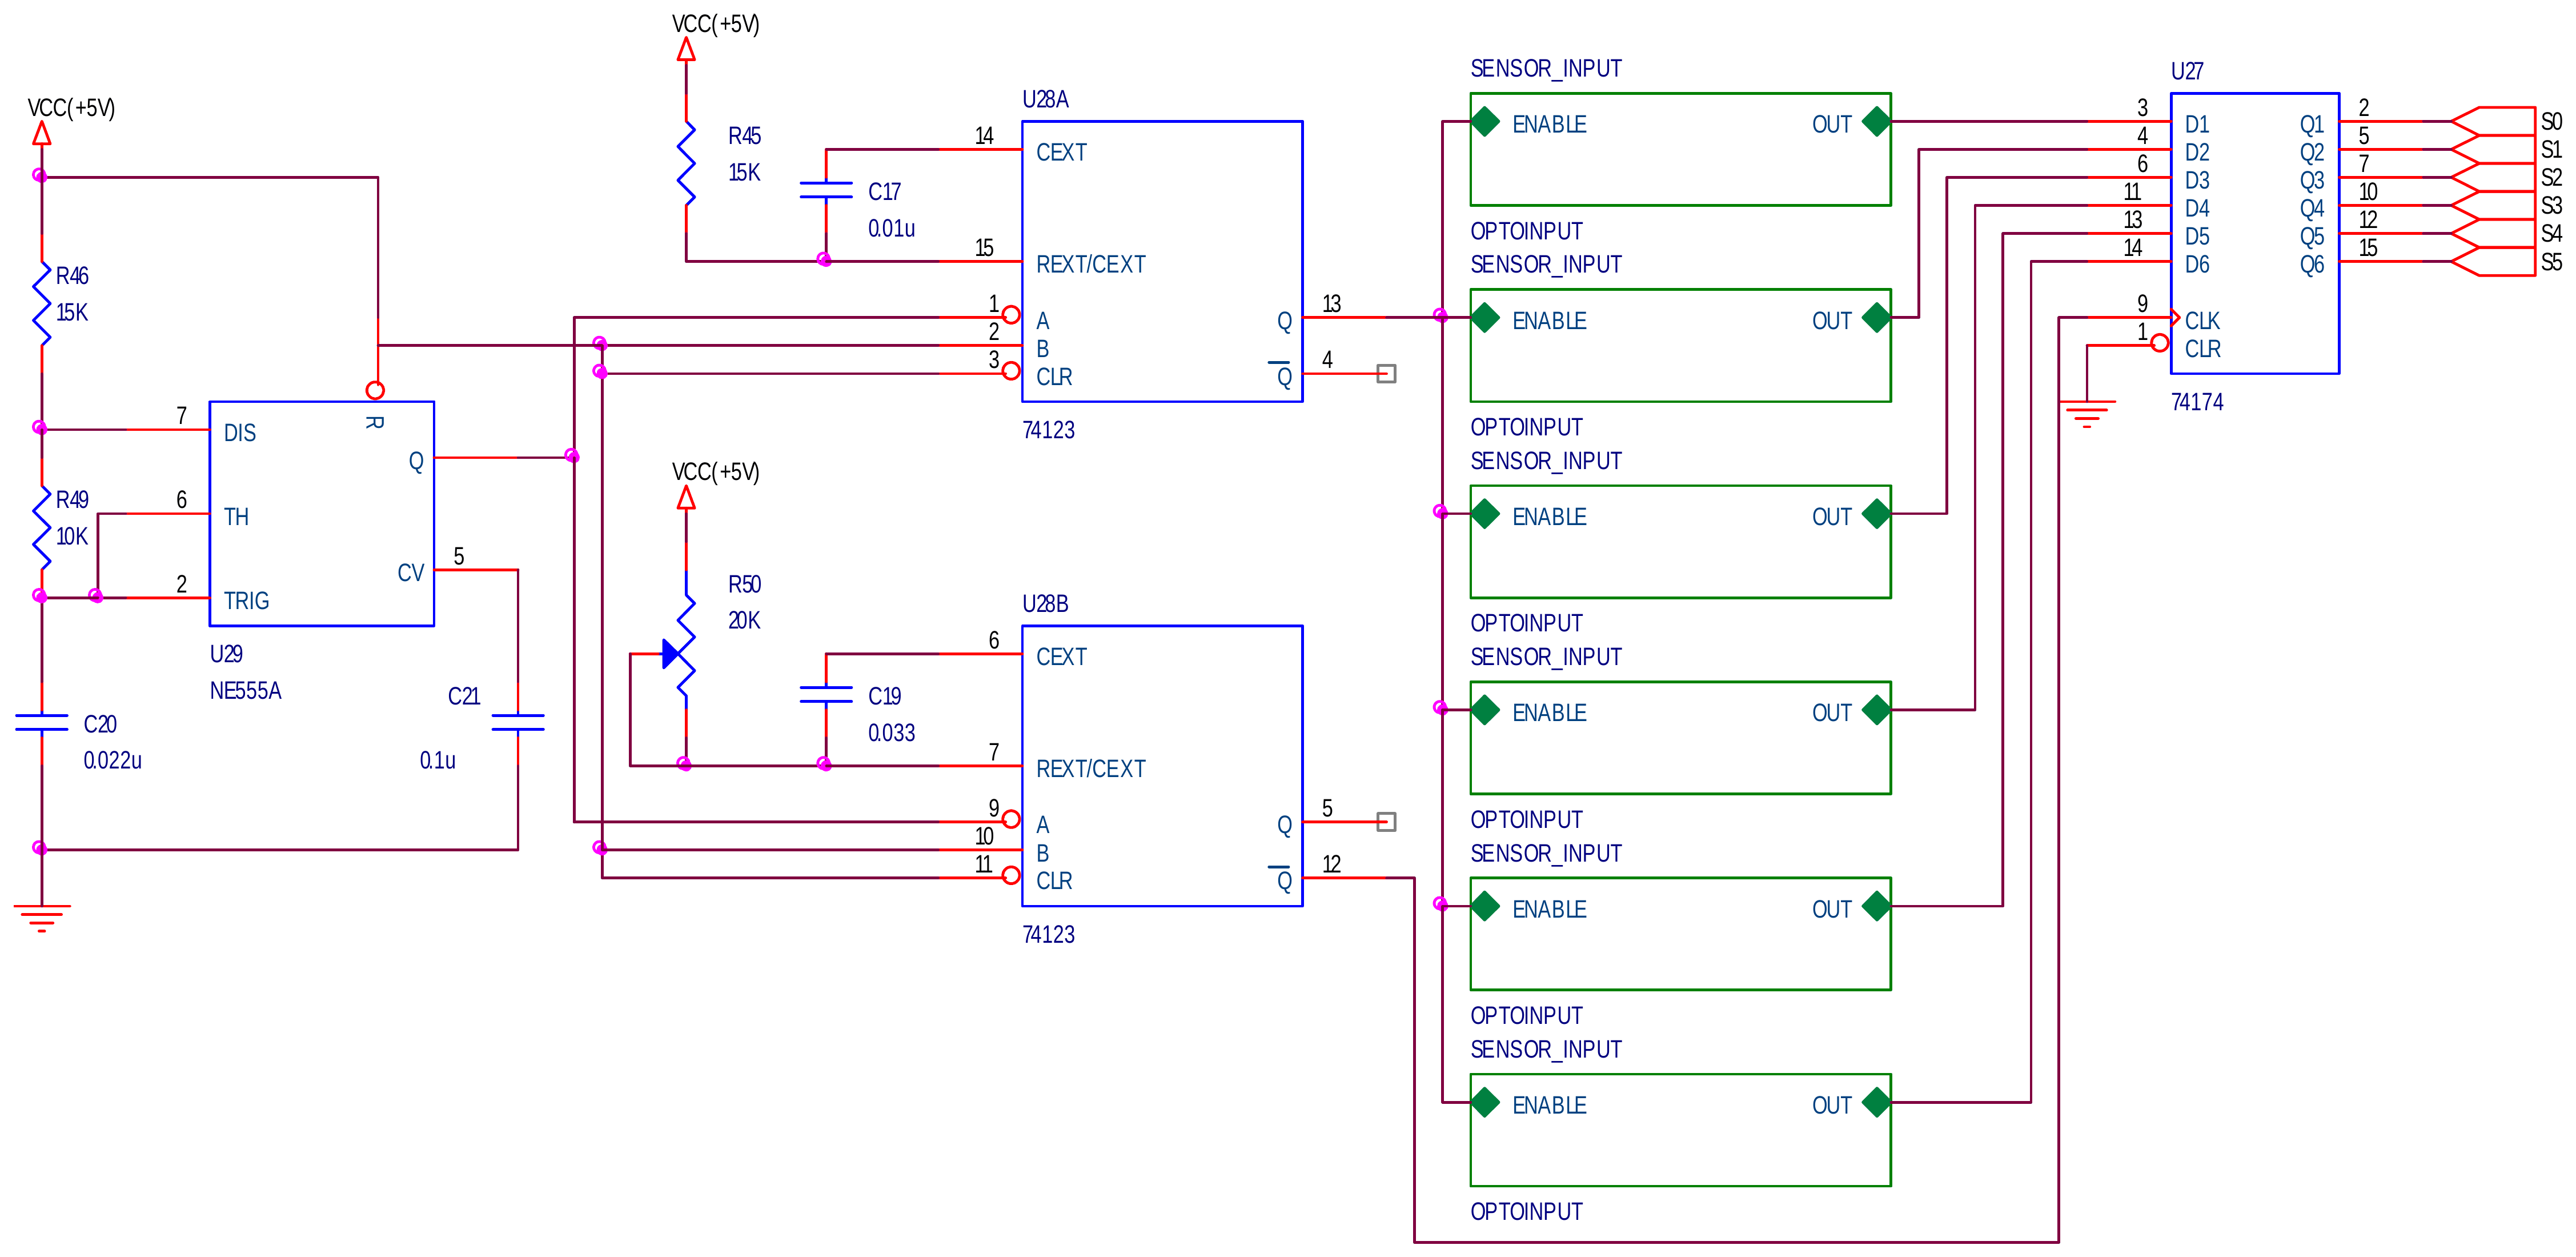 VCC(+5V)
R46
15K
R49
10K
7
DIS
6
TH
2
TRIG
R
Q
5
CV
U29
NE555A
C20
0.022u
C21
0.1u
VCC(+5V)
R45
15K
C17
0.01u
U28A
14
CEXT
15
REXT/CEXT
1
A
2
B
3
CLR
Q
13
Q
4
74123
VCC(+5V)
R50
20K
C19
0.033
U28B
6
CEXT
7
REXT/CEXT
9
A
10
B
11
CLR
Q
5
Q
12
74123
SENSOR_INPUT
ENABLE
OUT
OPTOINPUT
SENSOR_INPUT
ENABLE
OUT
OPTOINPUT
SENSOR_INPUT
ENABLE
OUT
OPTOINPUT
SENSOR_INPUT
ENABLE
OUT
OPTOINPUT
SENSOR_INPUT
ENABLE
OUT
OPTOINPUT
SENSOR_INPUT
ENABLE
OUT
OPTOINPUT
U27
3 D1 Q1 2 S0
4 D2 Q2 5 S1
6 D3 Q3 7 S2
11 D4 Q4 10 S3
13 D5 Q5 12 S4
14 D6 Q6 15 S5
9 CLK
1 CLR
74174